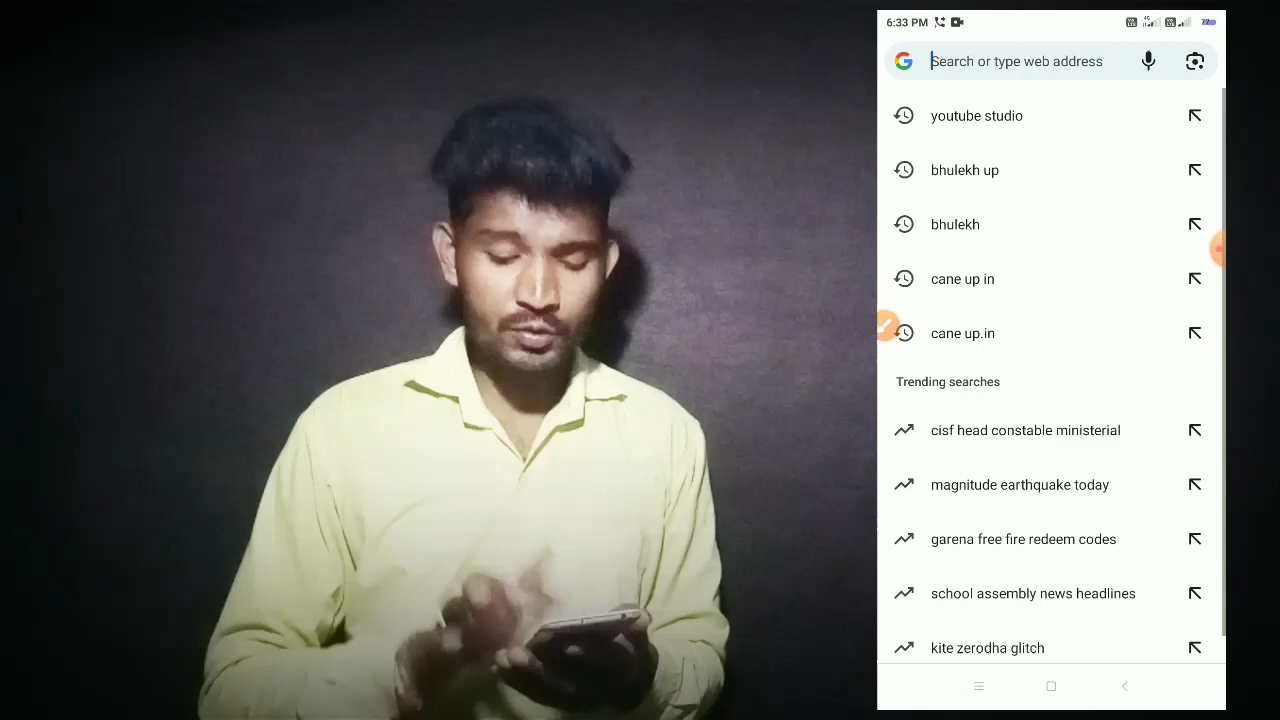 6:33 PM
Search or type web address
youtube studio
bhulekh up
bhulekh
cane up in
cane up.in
Trending searches
cisf head constable ministerial
magnitude earthquake today
garena free fire redeem codes
school assembly news headlines
kite zerodha glitch